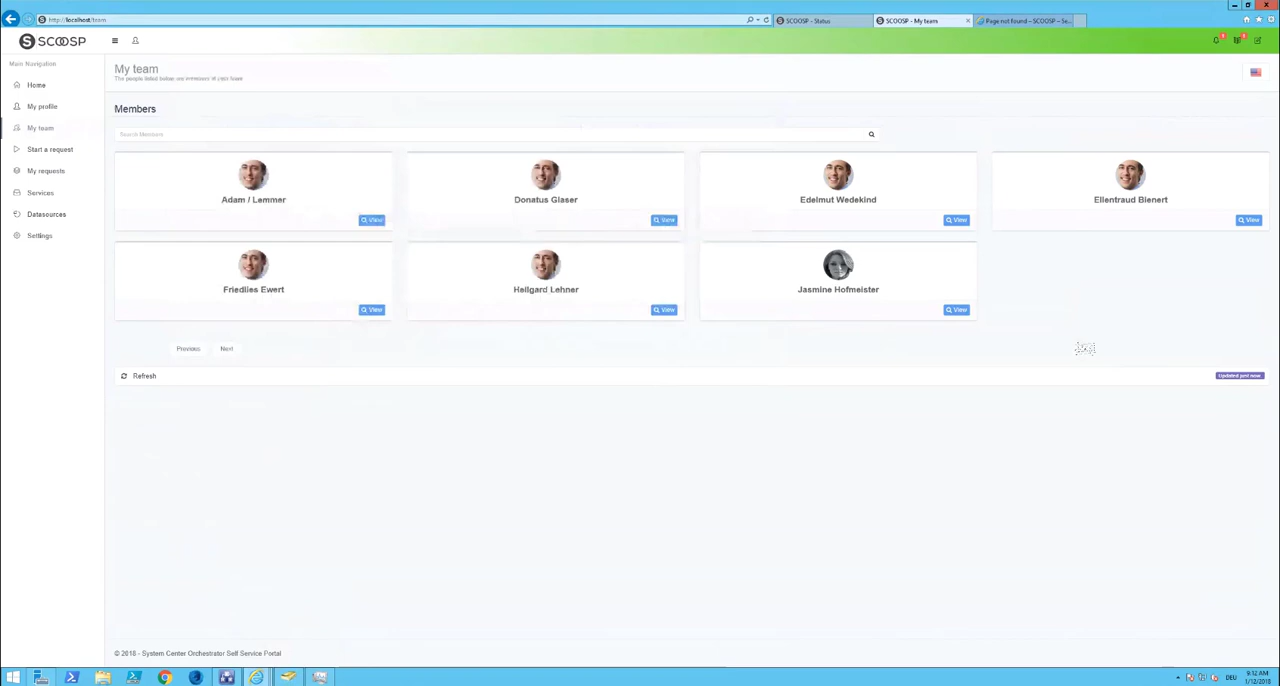 http://localhost/team
SCOOSP - Status
SCOOSP - My team
Page not found – SCOOSP – Se...
SCOOSP
Main Navigation
Home
My profile
My team
Start a request
My requests
Services
Datasources
Settings
My team
The people listed below are members of your team
Members
Search Members
Adam / Lemmer
View
Donatus Glaser
View
Edelmut Wedekind
View
Ellentraud Bienert
View
Friedlies Ewert
View
Heilgard Lehner
View
Jasmine Hofmeister
View
Previous
Next
Refresh
Updated just now
© 2018 - System Center Orchestrator Self Service Portal
DEU
9:12 AM
1/12/2018